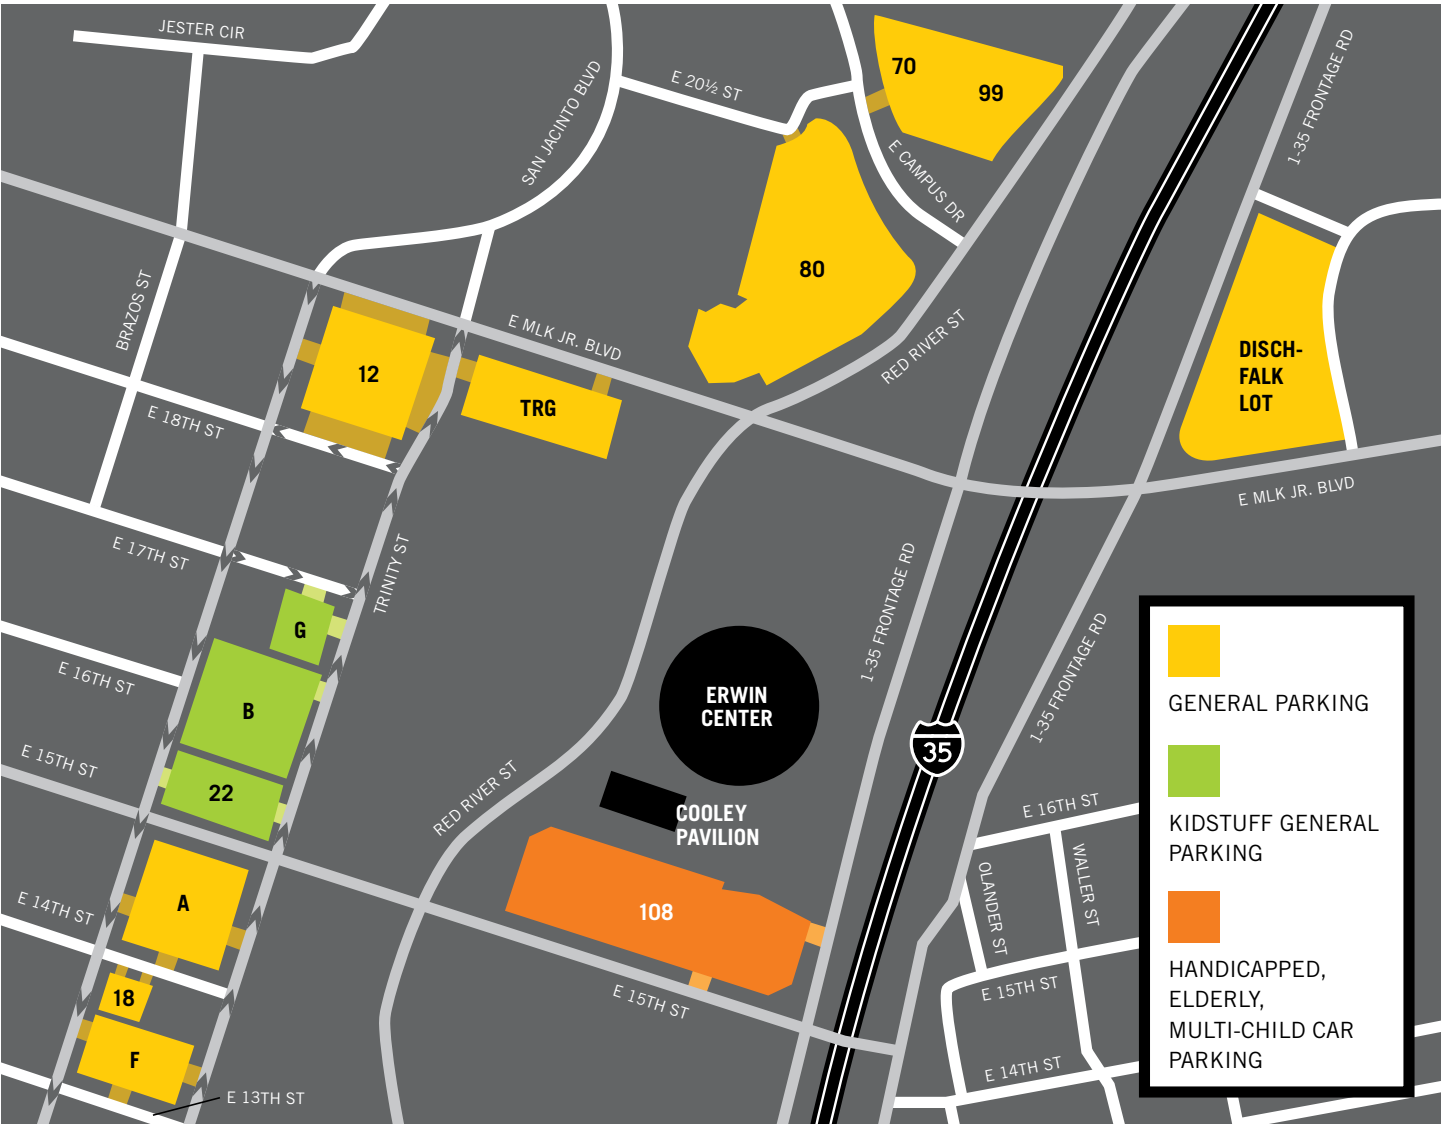 JESTER CIR
SAN JACINTO BLVD
E 20½ ST
70
99
E CAMPUS DR
1-35 FRONTAGE RD
BRAZOS ST
80
12
E MLK JR. BLVD
TRG
RED RIVER ST
DISCH-
FALK
LOT
E 18TH ST
E MLK JR. BLVD
E 17TH ST
TRINITY ST
G
1-35 FRONTAGE RD
1-35 FRONTAGE RD
E 16TH ST
B
ERWIN
CENTER
35
E 15TH ST
22
RED RIVER ST
COOLEY
PAVILION
E 16TH ST
OLANDER ST
WALLER ST
A
E 14TH ST
108
18
E 15TH ST
E 15TH ST
F
E 14TH ST
E 13TH ST
GENERAL PARKING
KIDSTUFF GENERAL
PARKING
HANDICAPPED,
ELDERLY,
MULTI-CHILD CAR
PARKING